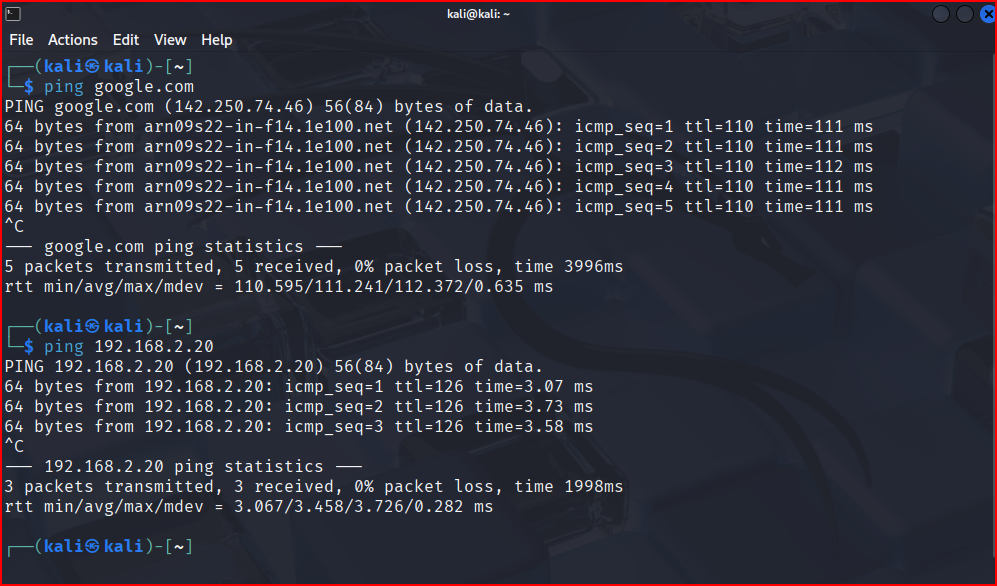 kali@kali: ~
File Actions Edit View Help
┌──(kali㉿kali)-[~]
└─$ ping google.com
PING google.com (142.250.74.46) 56(84) bytes of data.
64 bytes from arn09s22-in-f14.1e100.net (142.250.74.46): icmp_seq=1 ttl=110 time=111 ms
64 bytes from arn09s22-in-f14.1e100.net (142.250.74.46): icmp_seq=2 ttl=110 time=111 ms
64 bytes from arn09s22-in-f14.1e100.net (142.250.74.46): icmp_seq=3 ttl=110 time=112 ms
64 bytes from arn09s22-in-f14.1e100.net (142.250.74.46): icmp_seq=4 ttl=110 time=111 ms
64 bytes from arn09s22-in-f14.1e100.net (142.250.74.46): icmp_seq=5 ttl=110 time=111 ms
^C
--- google.com ping statistics ---
5 packets transmitted, 5 received, 0% packet loss, time 3996ms
rtt min/avg/max/mdev = 110.595/111.241/112.372/0.635 ms
┌──(kali㉿kali)-[~]
└─$ ping 192.168.2.20
PING 192.168.2.20 (192.168.2.20) 56(84) bytes of data.
64 bytes from 192.168.2.20: icmp_seq=1 ttl=126 time=3.07 ms
64 bytes from 192.168.2.20: icmp_seq=2 ttl=126 time=3.73 ms
64 bytes from 192.168.2.20: icmp_seq=3 ttl=126 time=3.58 ms
^C
--- 192.168.2.20 ping statistics ---
3 packets transmitted, 3 received, 0% packet loss, time 1998ms
rtt min/avg/max/mdev = 3.067/3.458/3.726/0.282 ms
┌──(kali㉿kali)-[~]